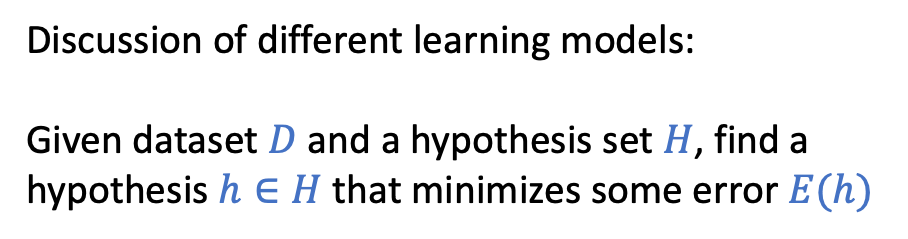 Discussion of different learning models:
Given dataset D and a hypothesis set H, find a
hypothesis h ∈ H that minimizes some error E(h)